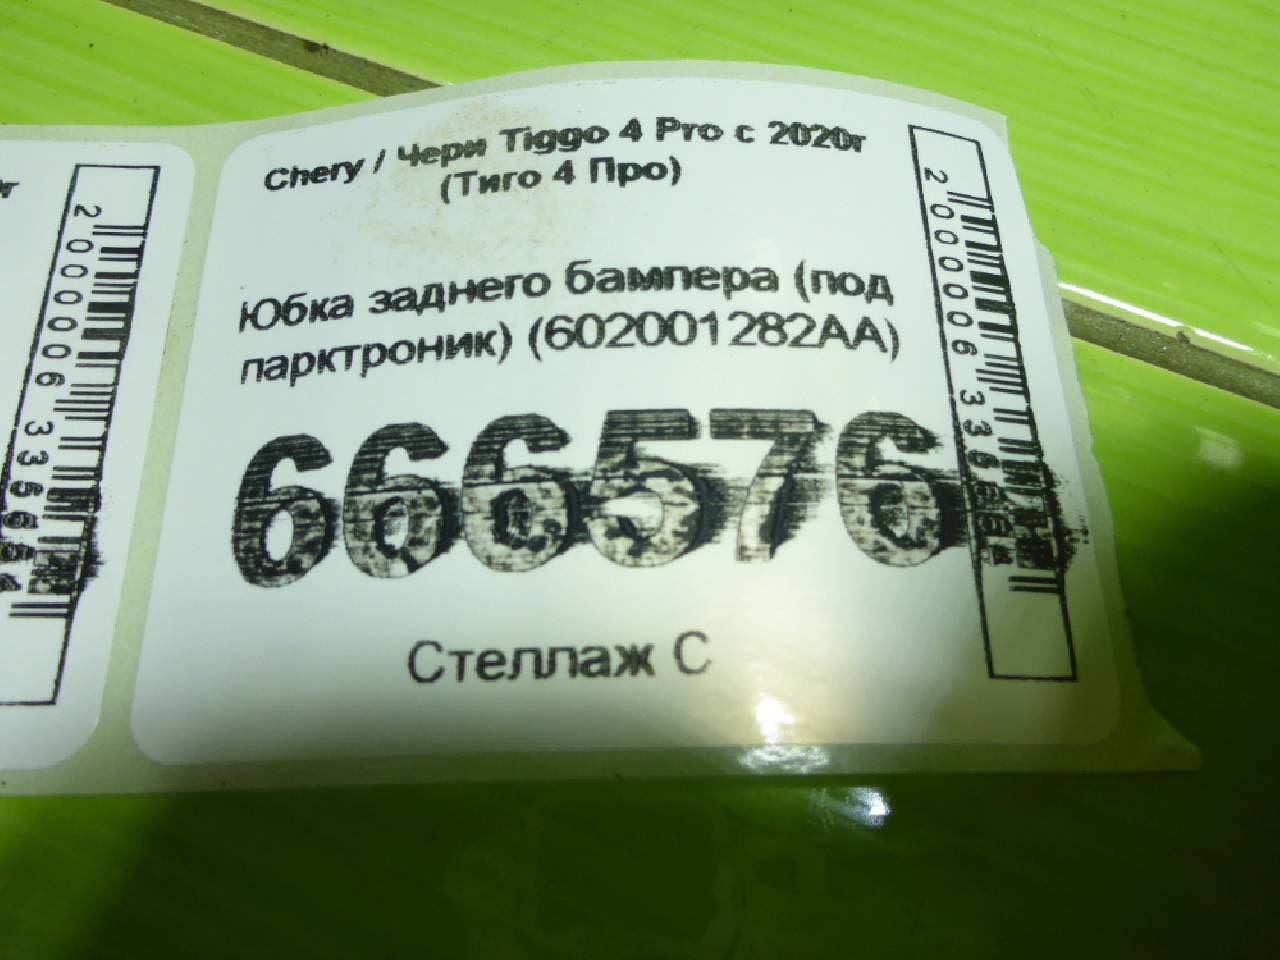 Chery / Чери Tiggo 4 Pro с 2020г
(Тиго 4 Про)
Юбка заднего бампера (под
парктроник) (602001282AA)
666576
Стеллаж С